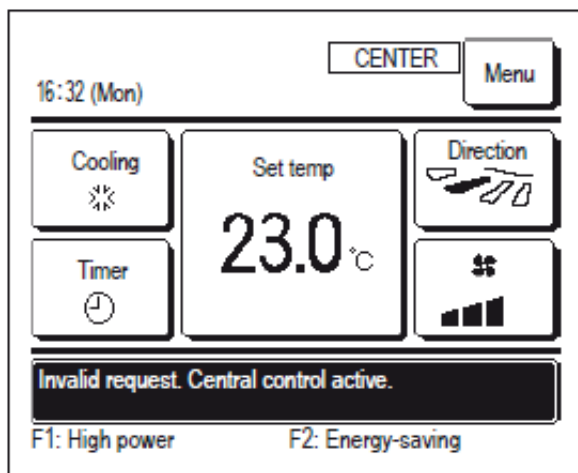 CENTER
Menu
16:32 (Mon)
Cooling
Set temp
Direction
23.0 °C
Timer
Invalid request. Central control active.
F1: High power F2: Energy-saving